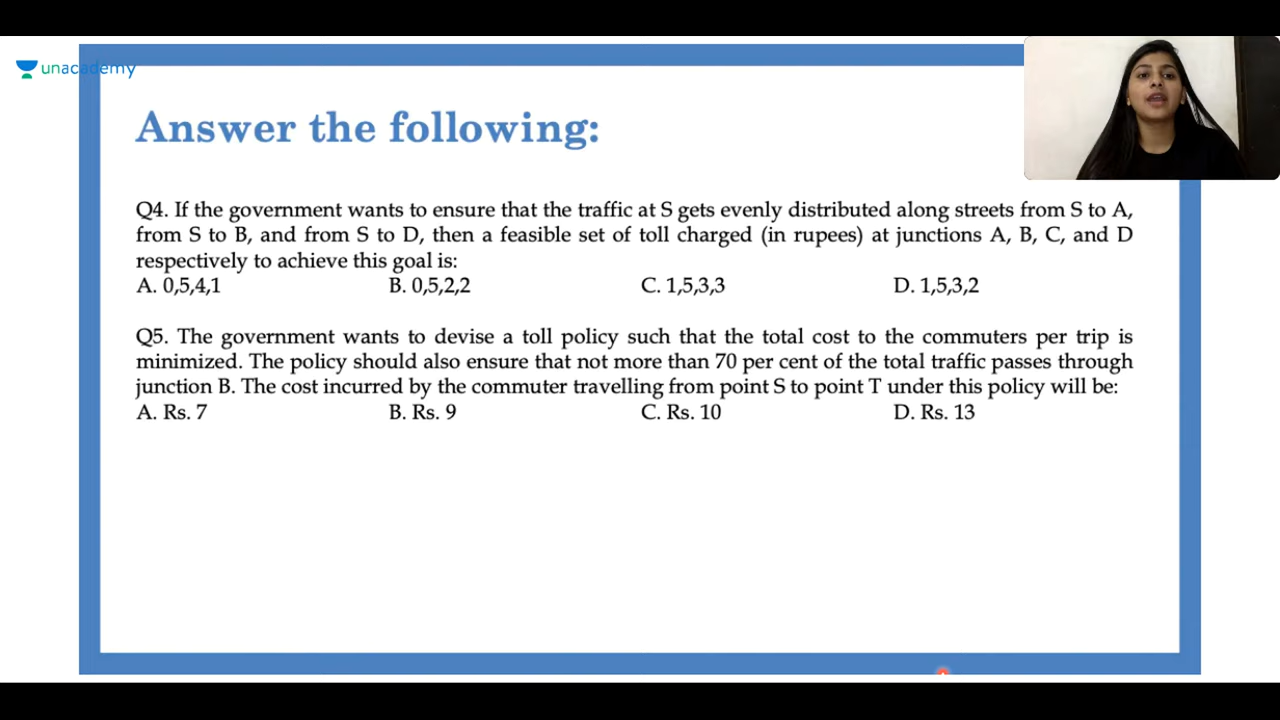 unacademy
Answer the following:
Q4. If the government wants to ensure that the traffic at S gets evenly distributed along streets from S to A,
from S to B, and from S to D, then a feasible set of toll charged (in rupees) at junctions A, B, C, and D
respectively to achieve this goal is:
A. 0,5,4,1 B. 0,5,2,2 C. 1,5,3,3 D. 1,5,3,2
Q5. The government wants to devise a toll policy such that the total cost to the commuters per trip is
minimized. The policy should also ensure that not more than 70 per cent of the total traffic passes through
junction B. The cost incurred by the commuter travelling from point S to point T under this policy will be:
A. Rs. 7 B. Rs. 9 C. Rs. 10 D. Rs. 13